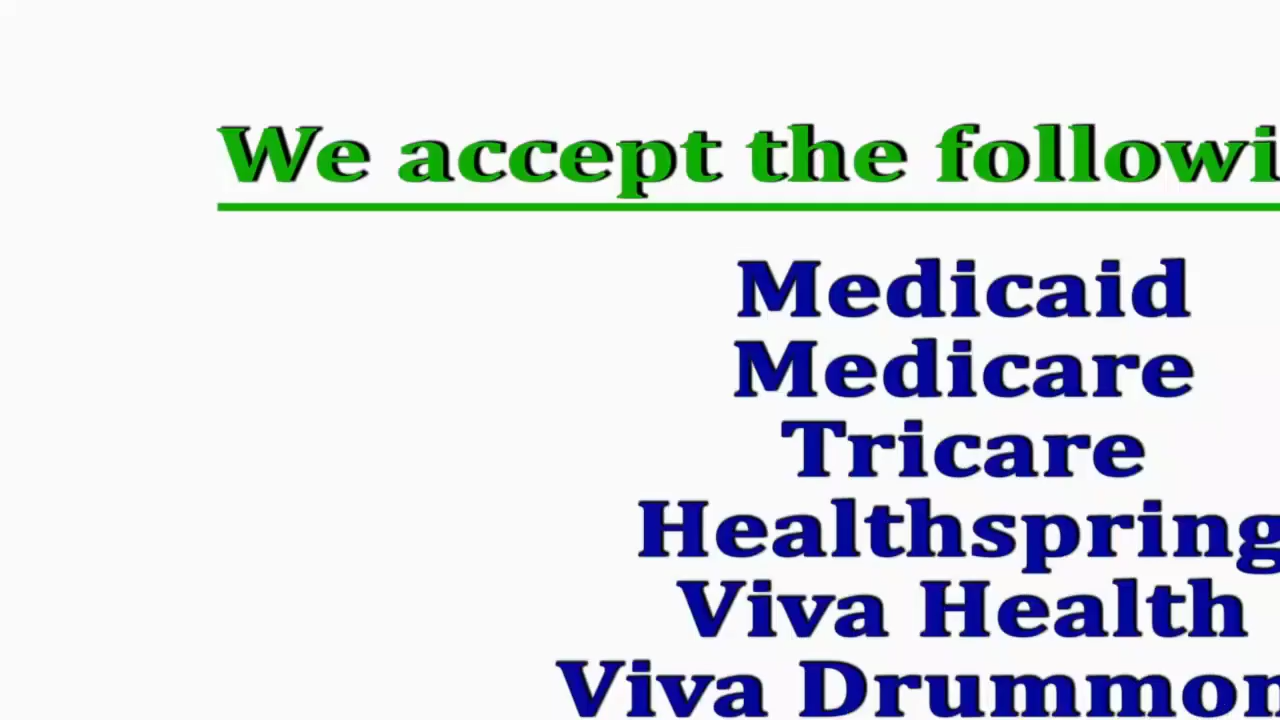 We accept the followi
Medicaid
Medicare
Tricare
Healthspring
Viva Health
Viva Drummon